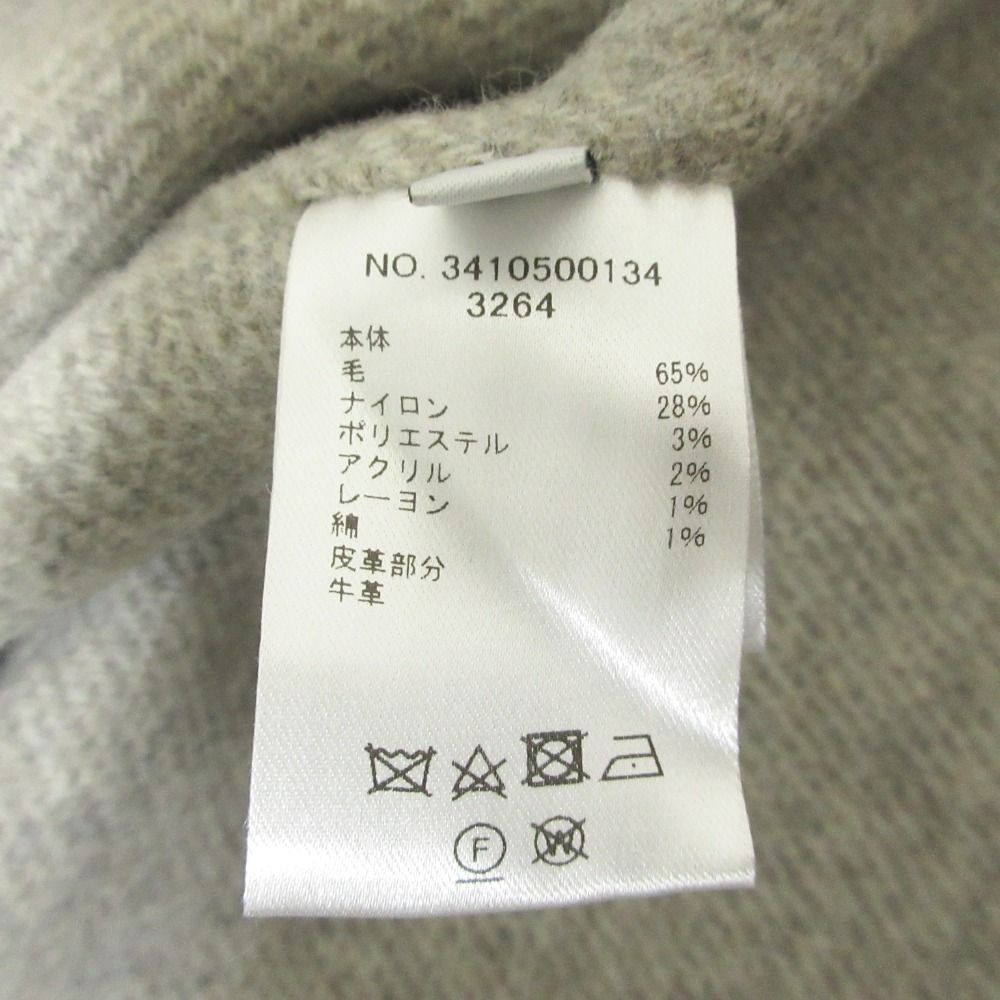 NO. 3410500134
3264
本体
毛 65%
ナイロン 28%
ポリエステル 3%
アクリル 2%
レーヨン 1%
綿 1%
皮革部分
牛革
F
W